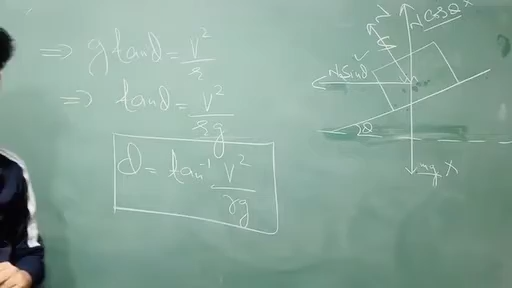 ⇒ g tanθ = v²/r
⇒ tanθ = v²/rg
θ = tan⁻¹ v²/rg
N
N cosθ
N sinθ
θ
mg